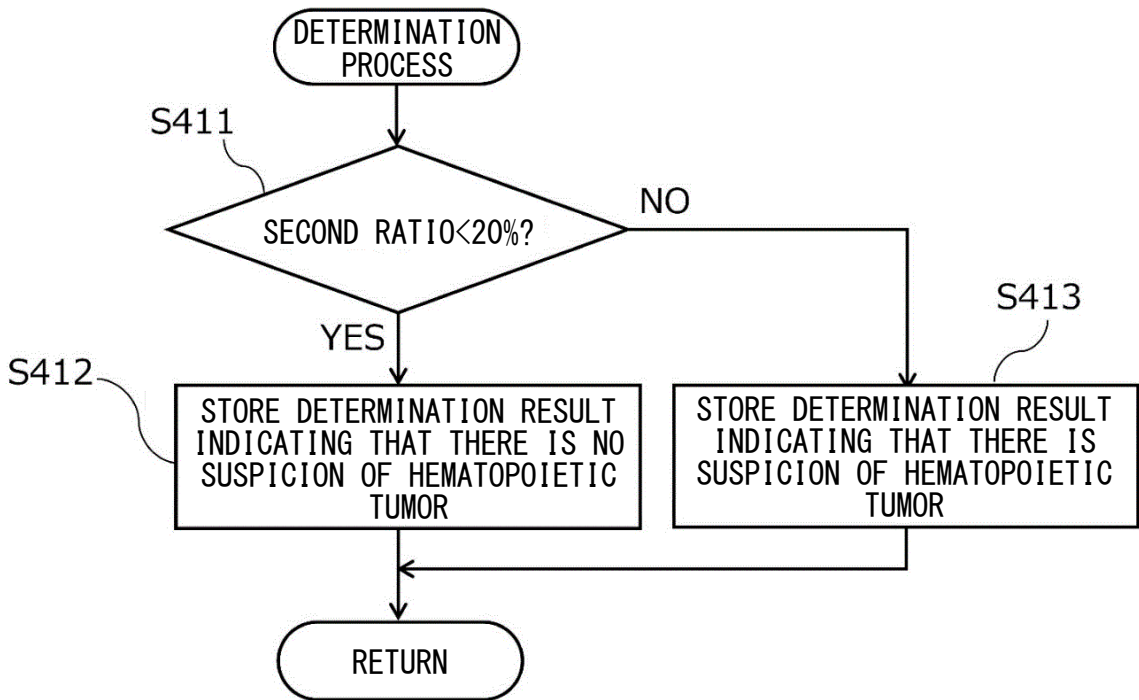 DETERMINATION
PROCESS
S411
SECOND RATIO<20%?
NO
YES
S412
STORE DETERMINATION RESULT
INDICATING THAT THERE IS NO
SUSPICION OF HEMATOPOIETIC
TUMOR
S413
STORE DETERMINATION RESULT
INDICATING THAT THERE IS
SUSPICION OF HEMATOPOIETIC
TUMOR
RETURN